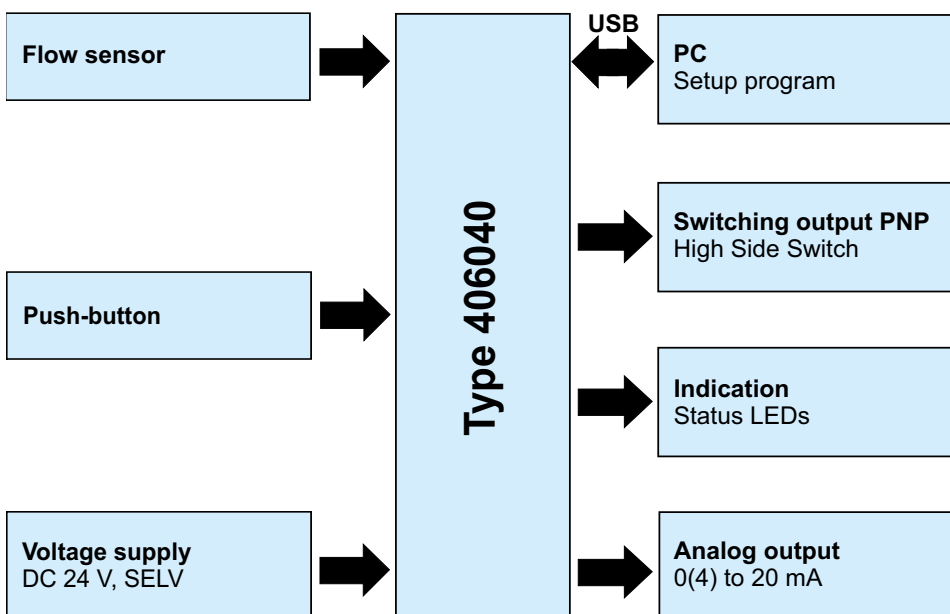 Flow sensor
Push-button
Voltage supply
DC 24 V, SELV
Type 406040
USB
PC
Setup program
Switching output PNP
High Side Switch
Indication
Status LEDs
Analog output
0(4) to 20 mA